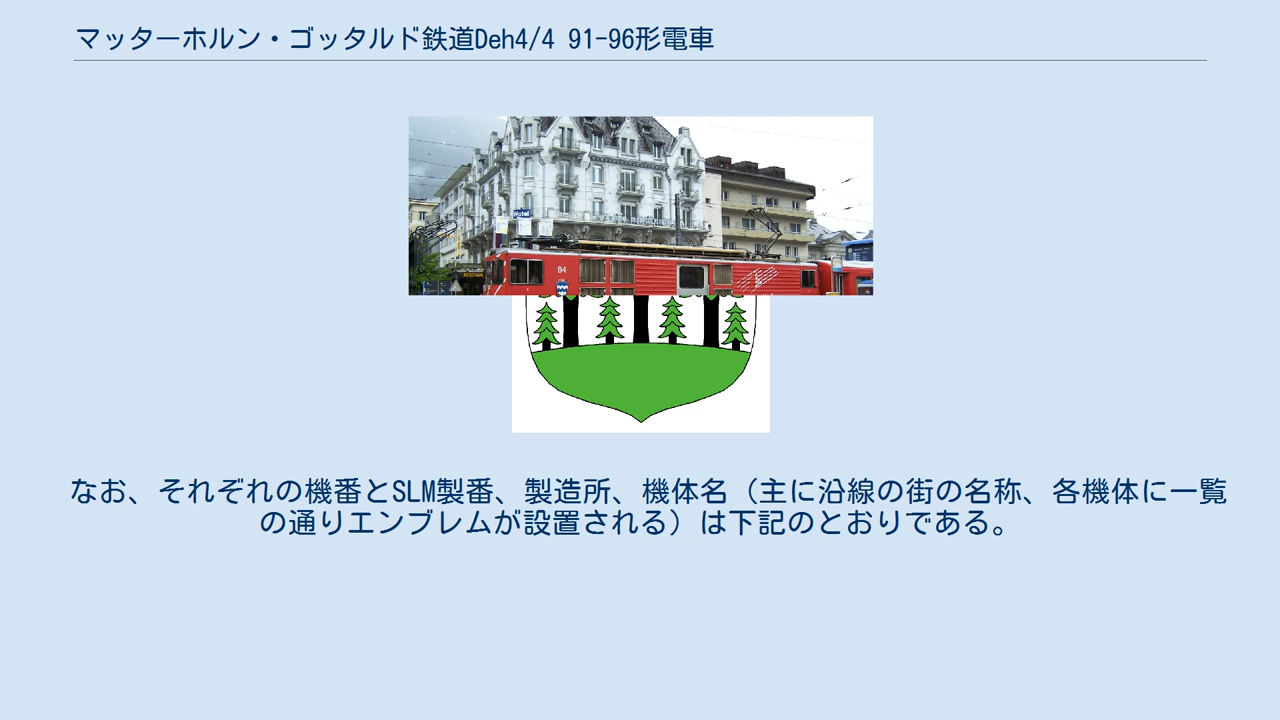 マッターホルン・ゴッタルド鉄道Deh4/4 91-96形電車
Hotel
94
なお、それぞれの機番とSLM製番、製造所、機体名（主に沿線の街の名称、各機体に一覧
の通りエンブレムが設置される）は下記のとおりである。